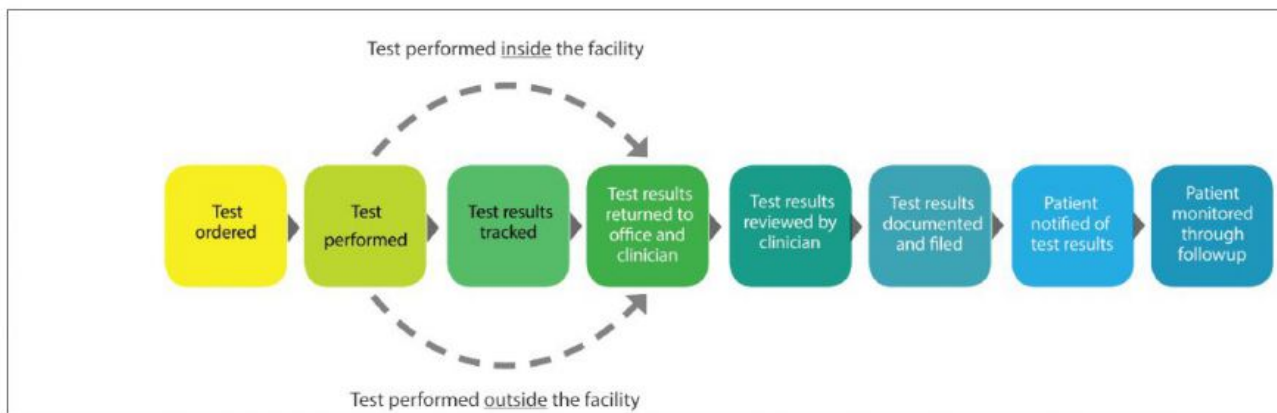 Test performed inside the facility
Test
ordered
Test
performed
Test results
tracked
Test results
returned to
office and
clinician
Test results
reviewed by
clinician
Test results
documented
and filed
Patient
notified of
test results
Patient
monitored
through
followup
Test performed outside the facility